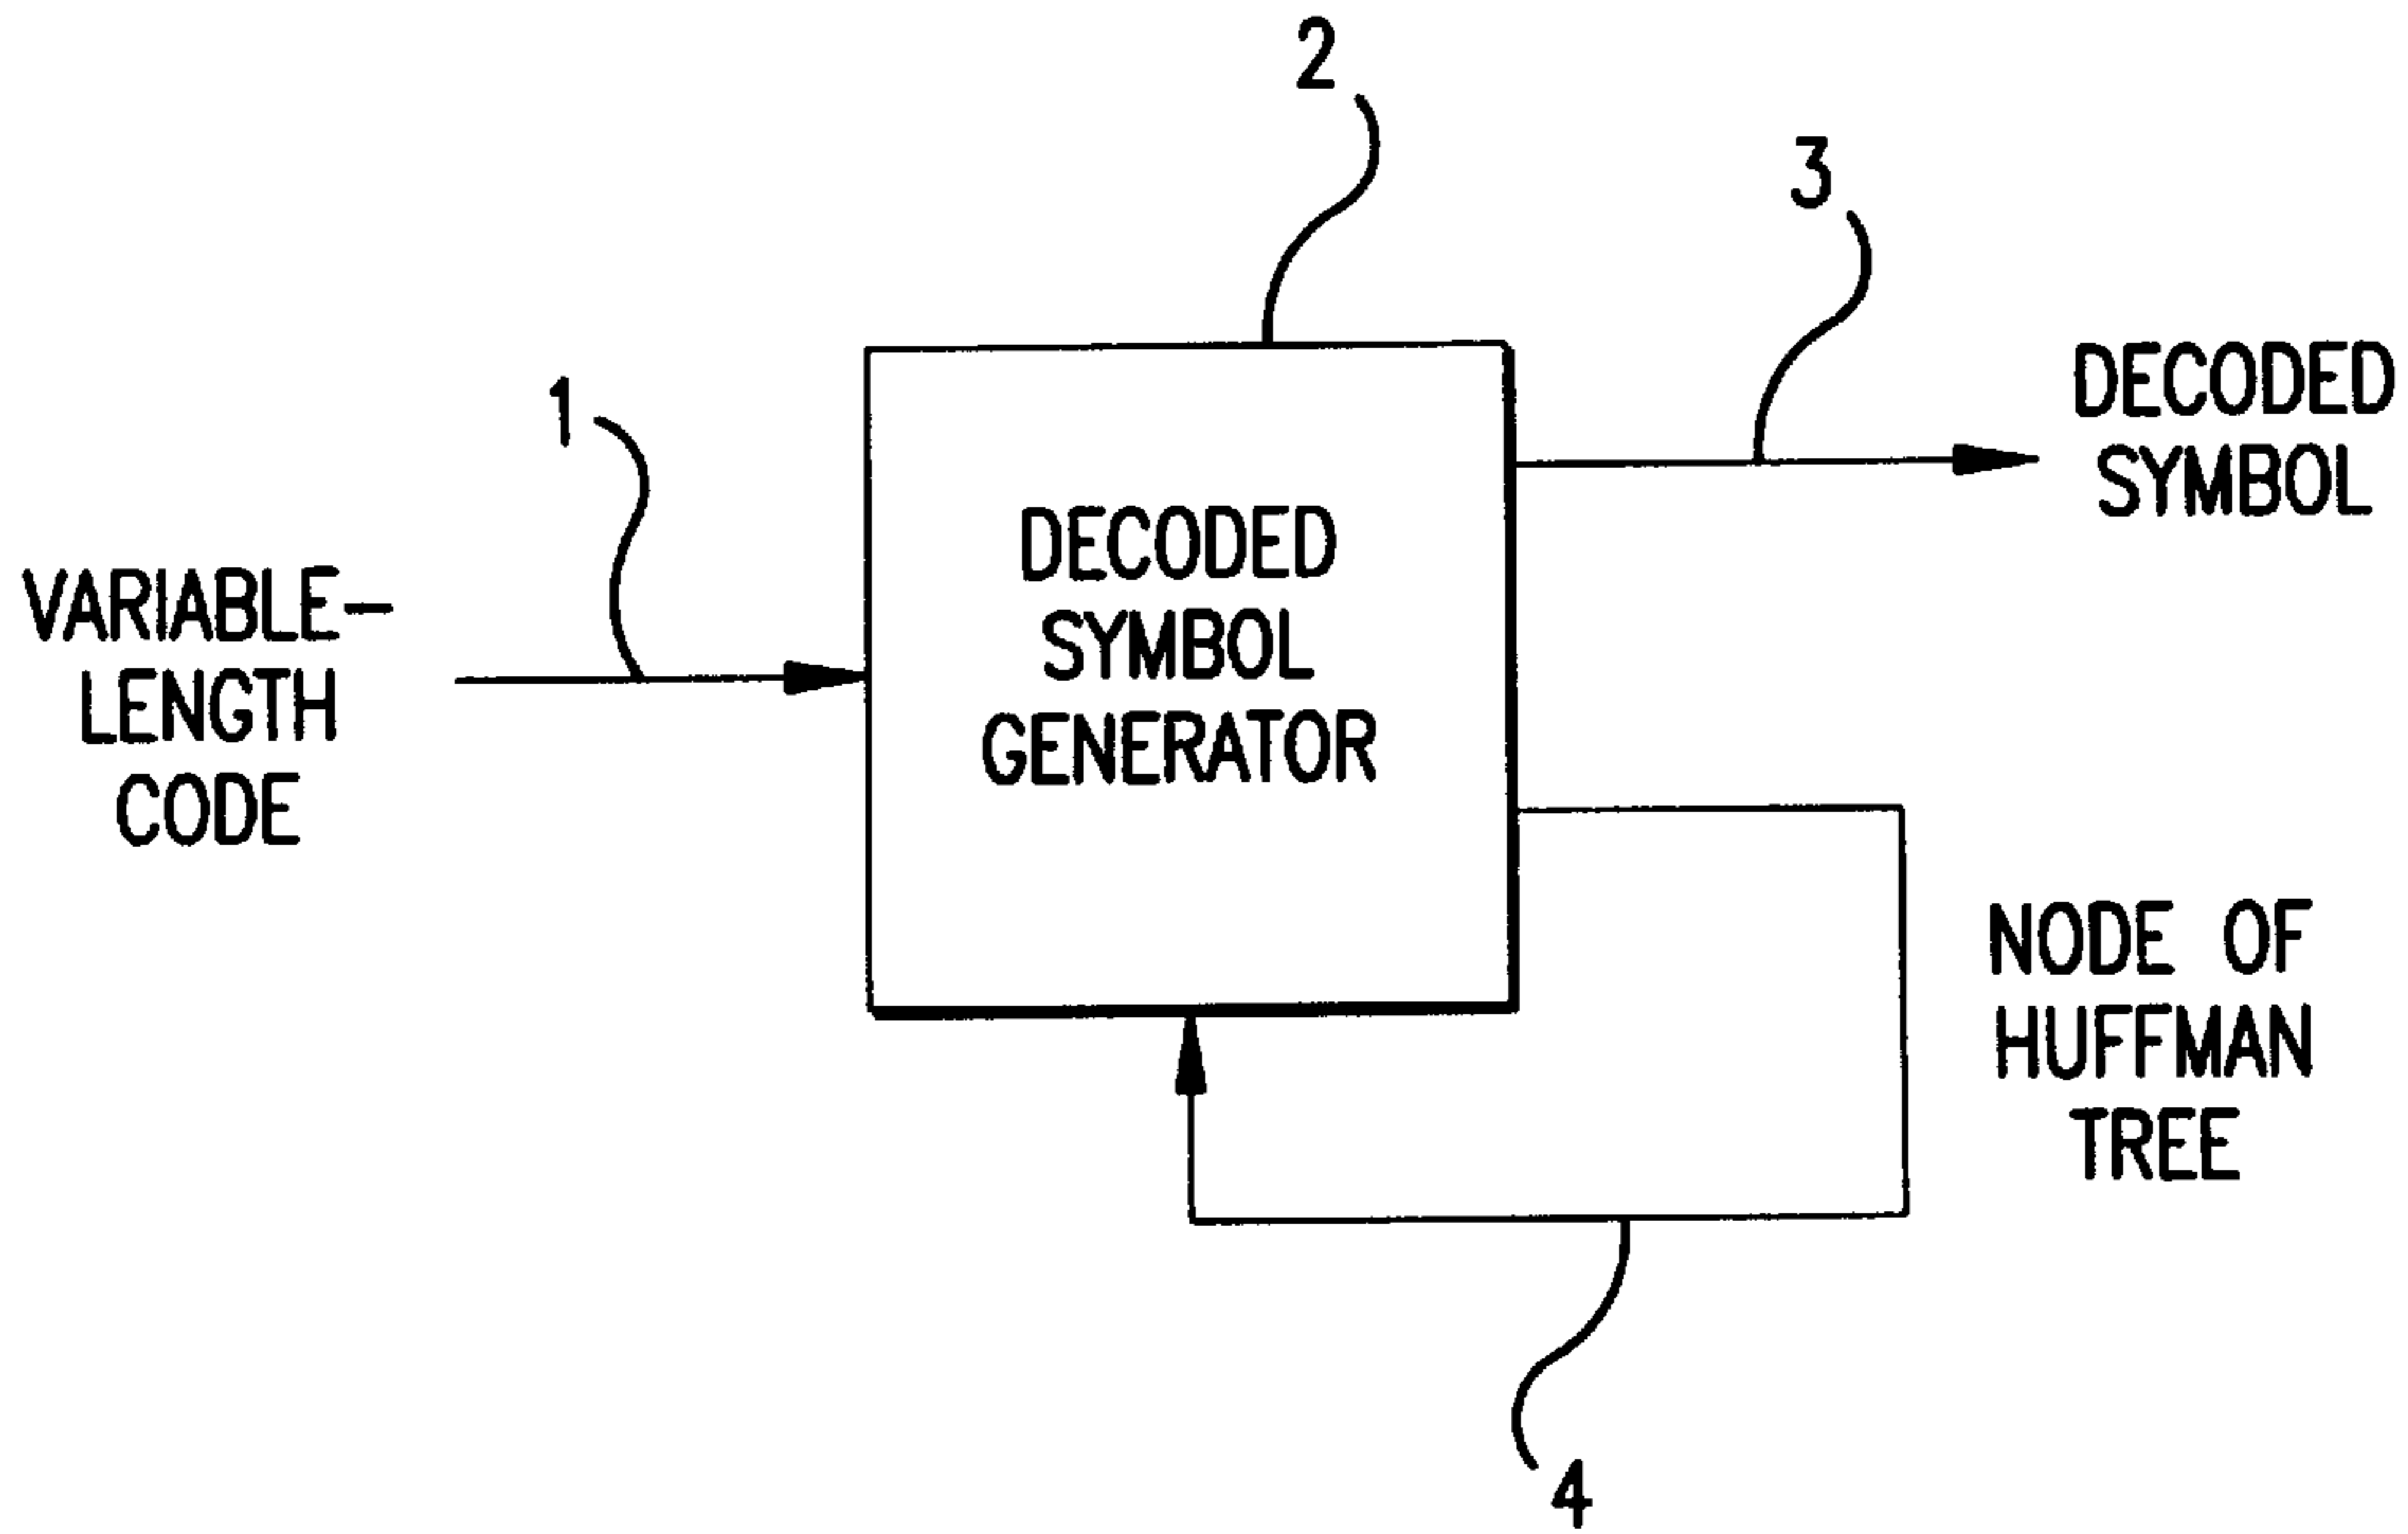 2
3
1
DECODED
SYMBOL
VARIABLE-
LENGTH
CODE
DECODED
SYMBOL
GENERATOR
NODE OF
HUFFMAN
TREE
4